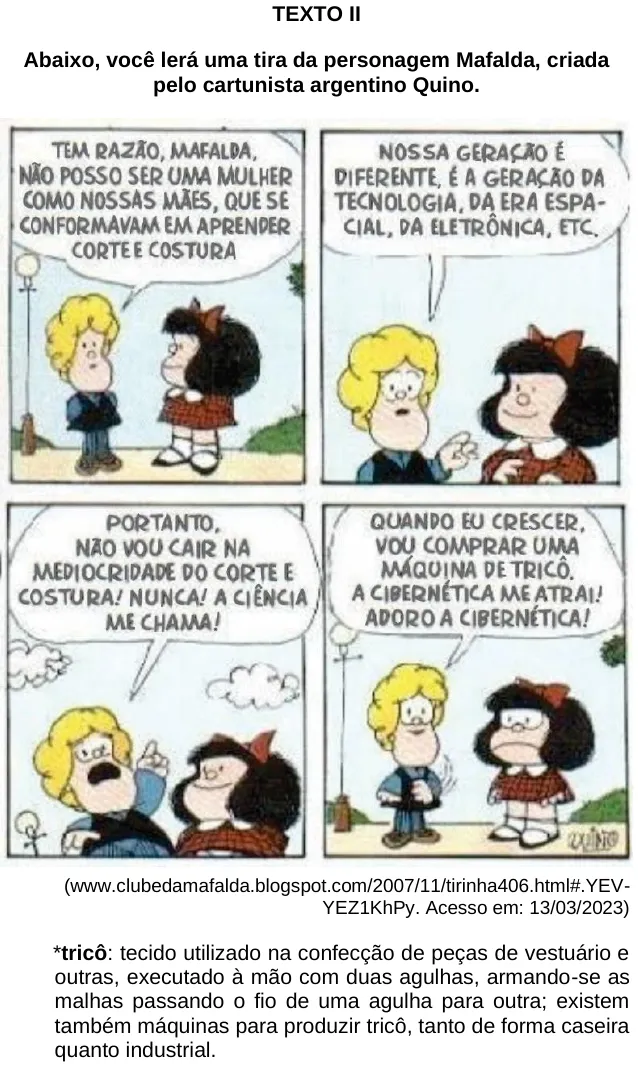 TEXTO II
Abaixo, você lerá uma tira da personagem Mafalda, criada
pelo cartunista argentino Quino.
TEM RAZÃO, MAFALDA,
NÃO POSSO SER UMA MULHER
COMO NOSSAS MÃES, QUE SE
CONFORMAVAM EM APRENDER
CORTE E COSTURA
NOSSA GERAÇÃO É
DIFERENTE, É A GERAÇÃO DA
TECNOLOGIA, DA ERA ESPA-
CIAL, DA ELETRÔNICA, ETC.
PORTANTO,
NÃO VOU CAIR NA
MEDIOCRIDADE DO CORTE E
COSTURA! NUNCA! A CIÊNCIA
ME CHAMA!
QUANDO EU CRESCER,
VOU COMPRAR UMA
MÁQUINA DE TRICÔ.
A CIBERNÉTICA ME ATRAI!
ADORO A CIBERNÉTICA!
QUINO
(www.clubedamafalda.blogspot.com/2007/11/tirinha406.html#.YEV-
YEZ1KhPy. Acesso em: 13/03/2023)
*tricô: tecido utilizado na confecção de peças de vestuário e
outras, executado à mão com duas agulhas, armando-se as
malhas passando o fio de uma agulha para outra; existem
também máquinas para produzir tricô, tanto de forma caseira
quanto industrial.